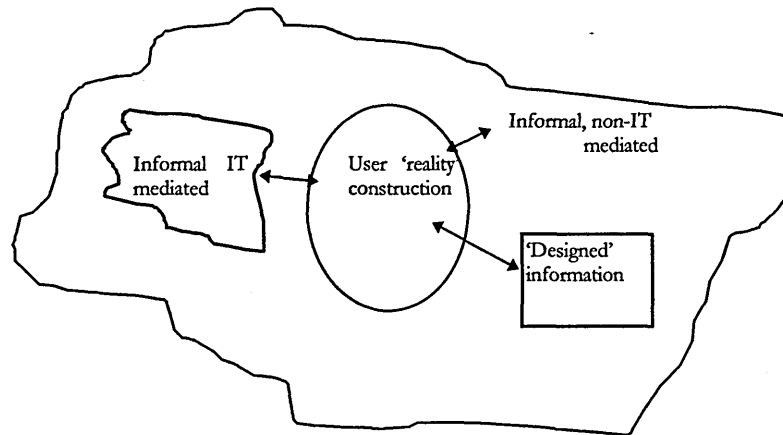 Informal, non-IT
mediated
Informal IT
mediated
User ‘reality
construction
‘Designed’
information